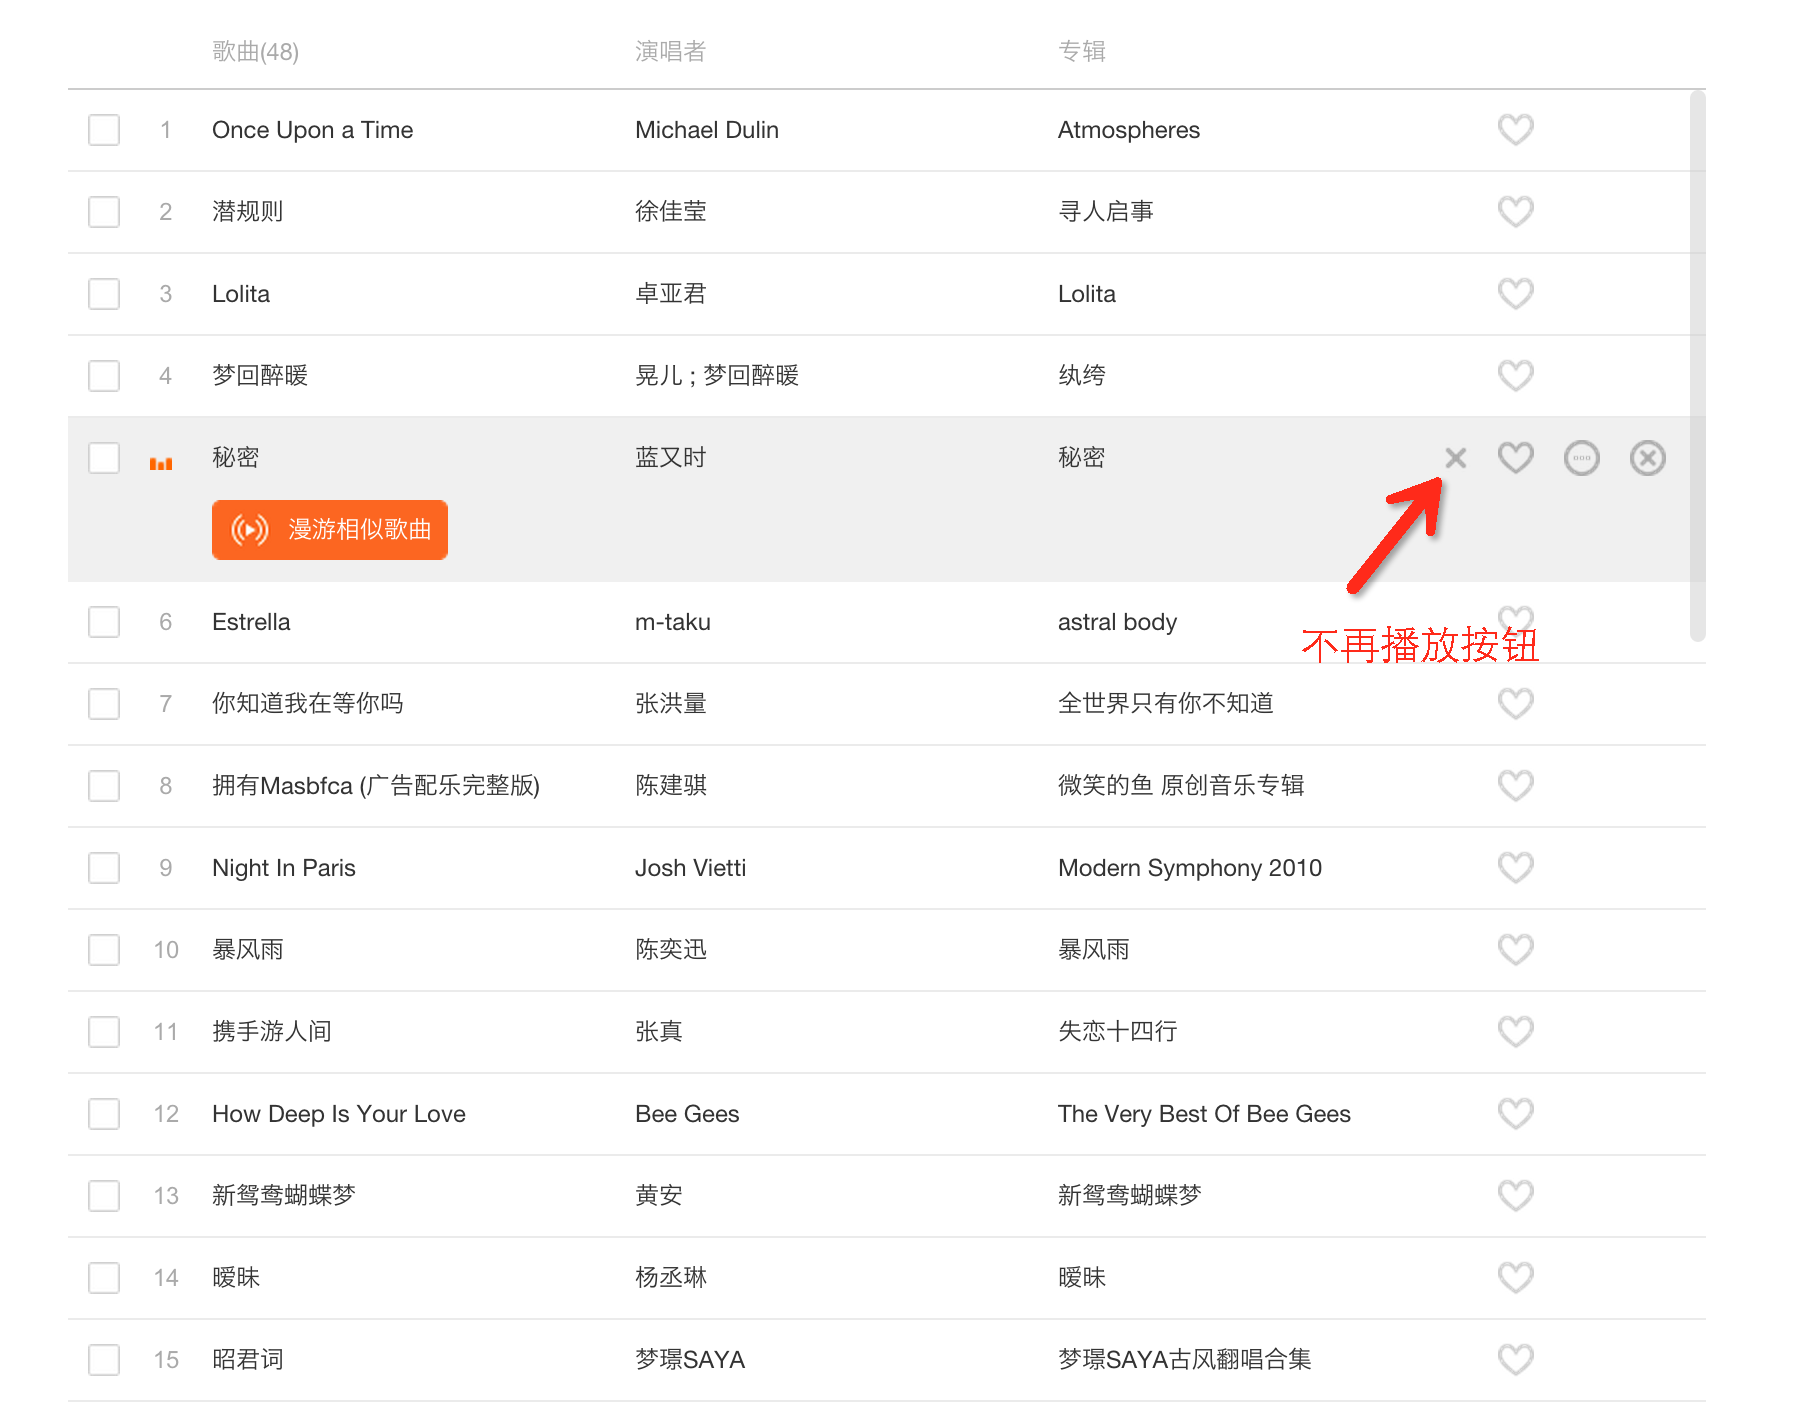 歌曲(48) 演唱者 专辑
1 Once Upon a Time Michael Dulin Atmospheres
2 潜规则 徐佳莹 寻人启事
3 Lolita 卓亚君 Lolita
4 梦回醉暖 晃儿 ; 梦回醉暖 纨绔
秘密 蓝又时 秘密
漫游相似歌曲
6 Estrella m-taku astral body
不再播放按钮
7 你知道我在等你吗 张洪量 全世界只有你不知道
8 拥有Masbfca (广告配乐完整版) 陈建骐 微笑的鱼 原创音乐专辑
9 Night In Paris Josh Vietti Modern Symphony 2010
10 暴风雨 陈奕迅 暴风雨
11 携手游人间 张真 失恋十四行
12 How Deep Is Your Love Bee Gees The Very Best Of Bee Gees
13 新鸳鸯蝴蝶梦 黄安 新鸳鸯蝴蝶梦
14 暧昧 杨丞琳 暧昧
15 昭君词 梦璟SAYA 梦璟SAYA古风翻唱合集